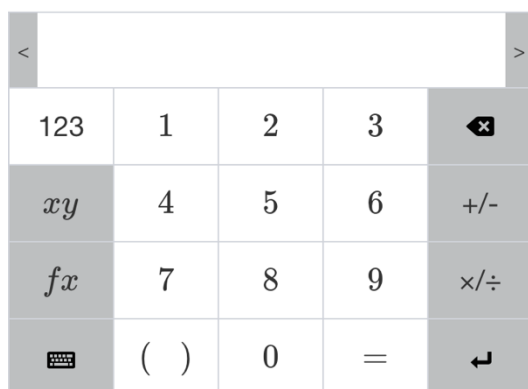 < >
123 1 2 3
xy 4 5 6 +/-
fx 7 8 9 ×/÷
( ) 0 =